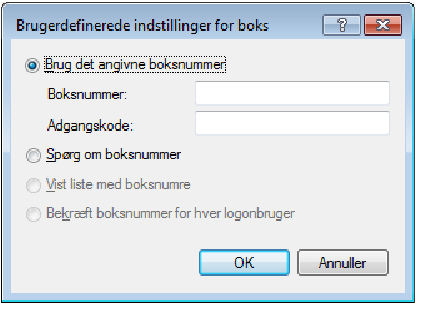 Brugerdefinerede indstillinger for boks
Brug det angivne boksnummer
Boksnummer:
Adgangskode:
Spørg om boksnummer
Vist liste med boksnumre
Bekræft boksnummer for hver logonbruger
OK Annuller